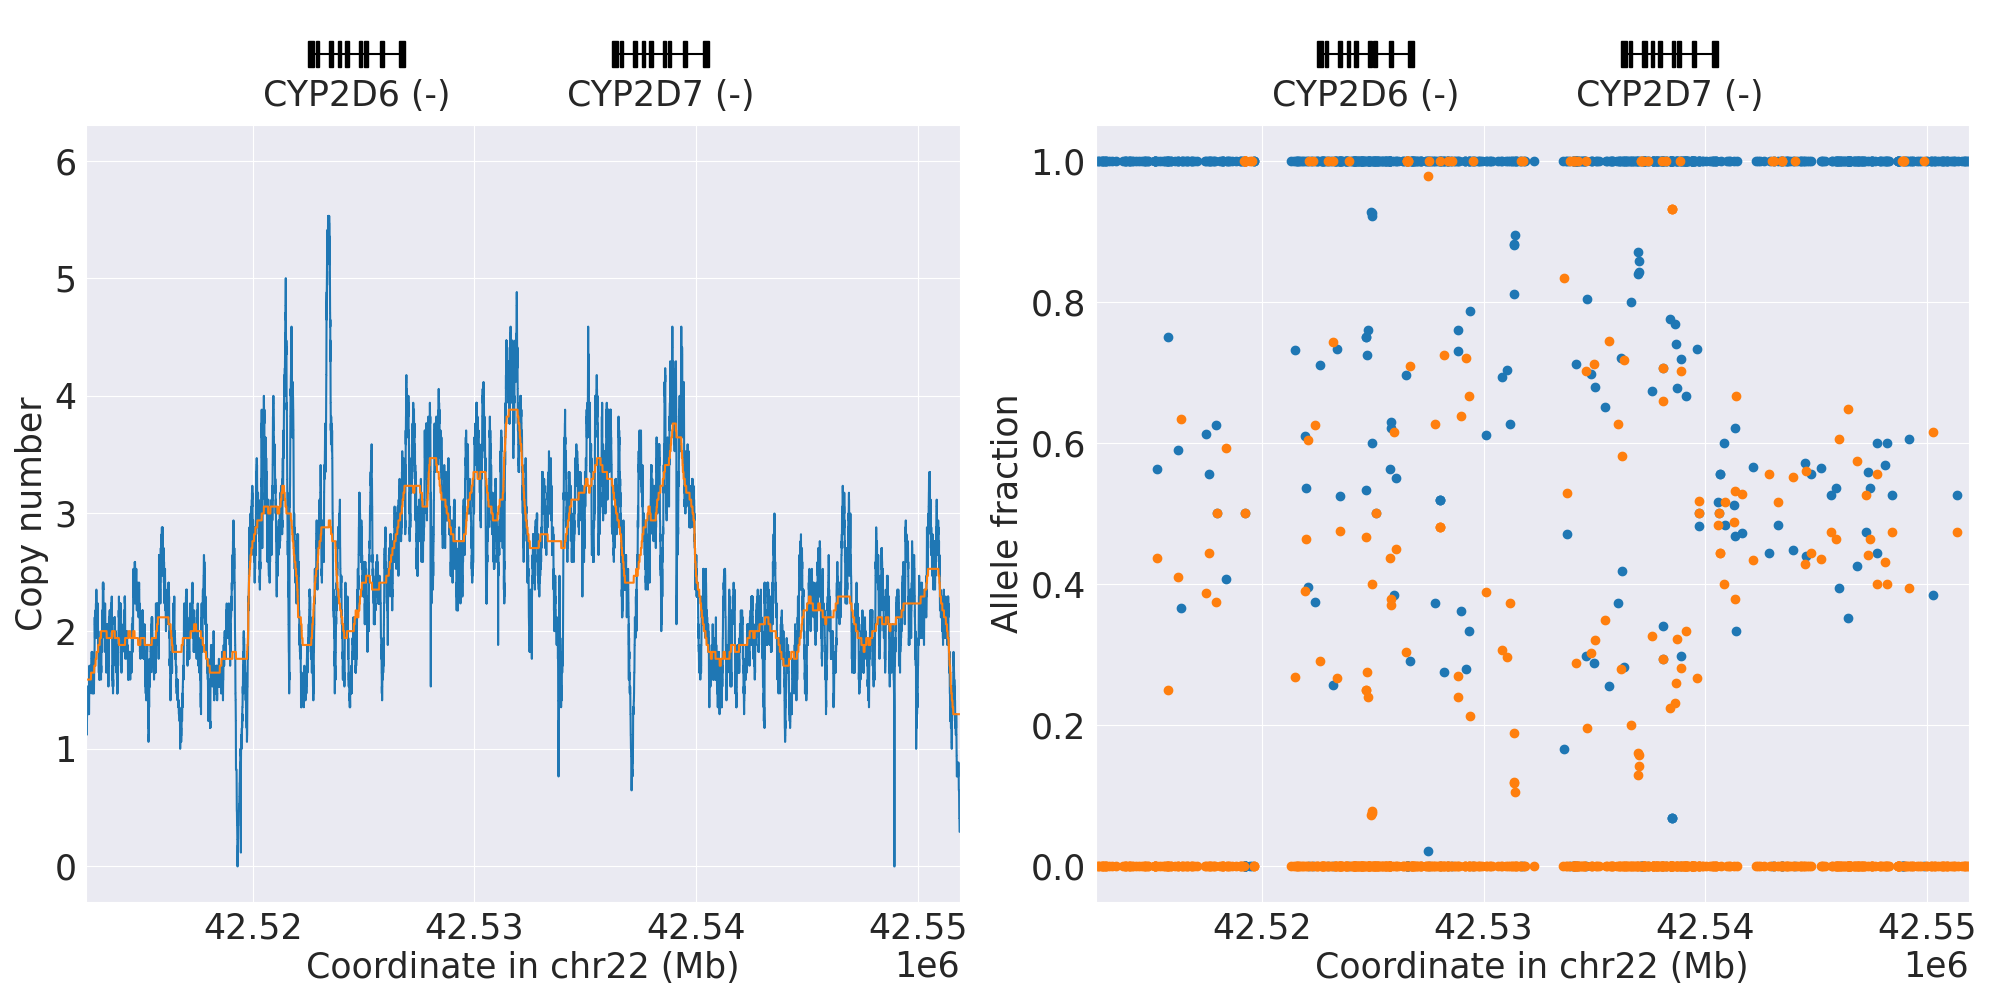 CYP2D6 (-)
CYP2D7 (-)
6
5
4
3
2
1
0
Copy number
42.52
42.53
42.54
42.55
Coordinate in chr22 (Mb)
1e6
CYP2D6 (-)
CYP2D7 (-)
1.0
0.8
0.6
0.4
0.2
0.0
Allele fraction
42.52
42.53
42.54
42.55
Coordinate in chr22 (Mb)
1e6